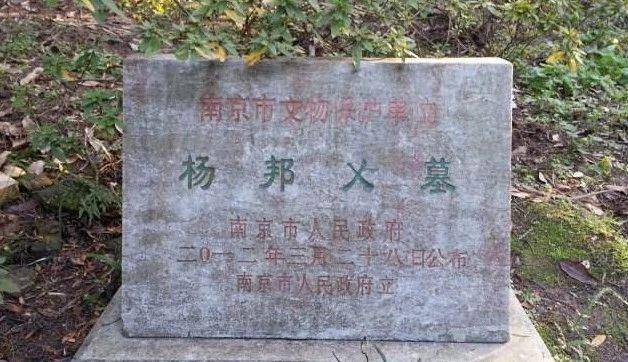 南京市文物保护单位
杨邦乂墓
南京市人民政府
二〇一二年三月二十八日公布
南京市人民政府立